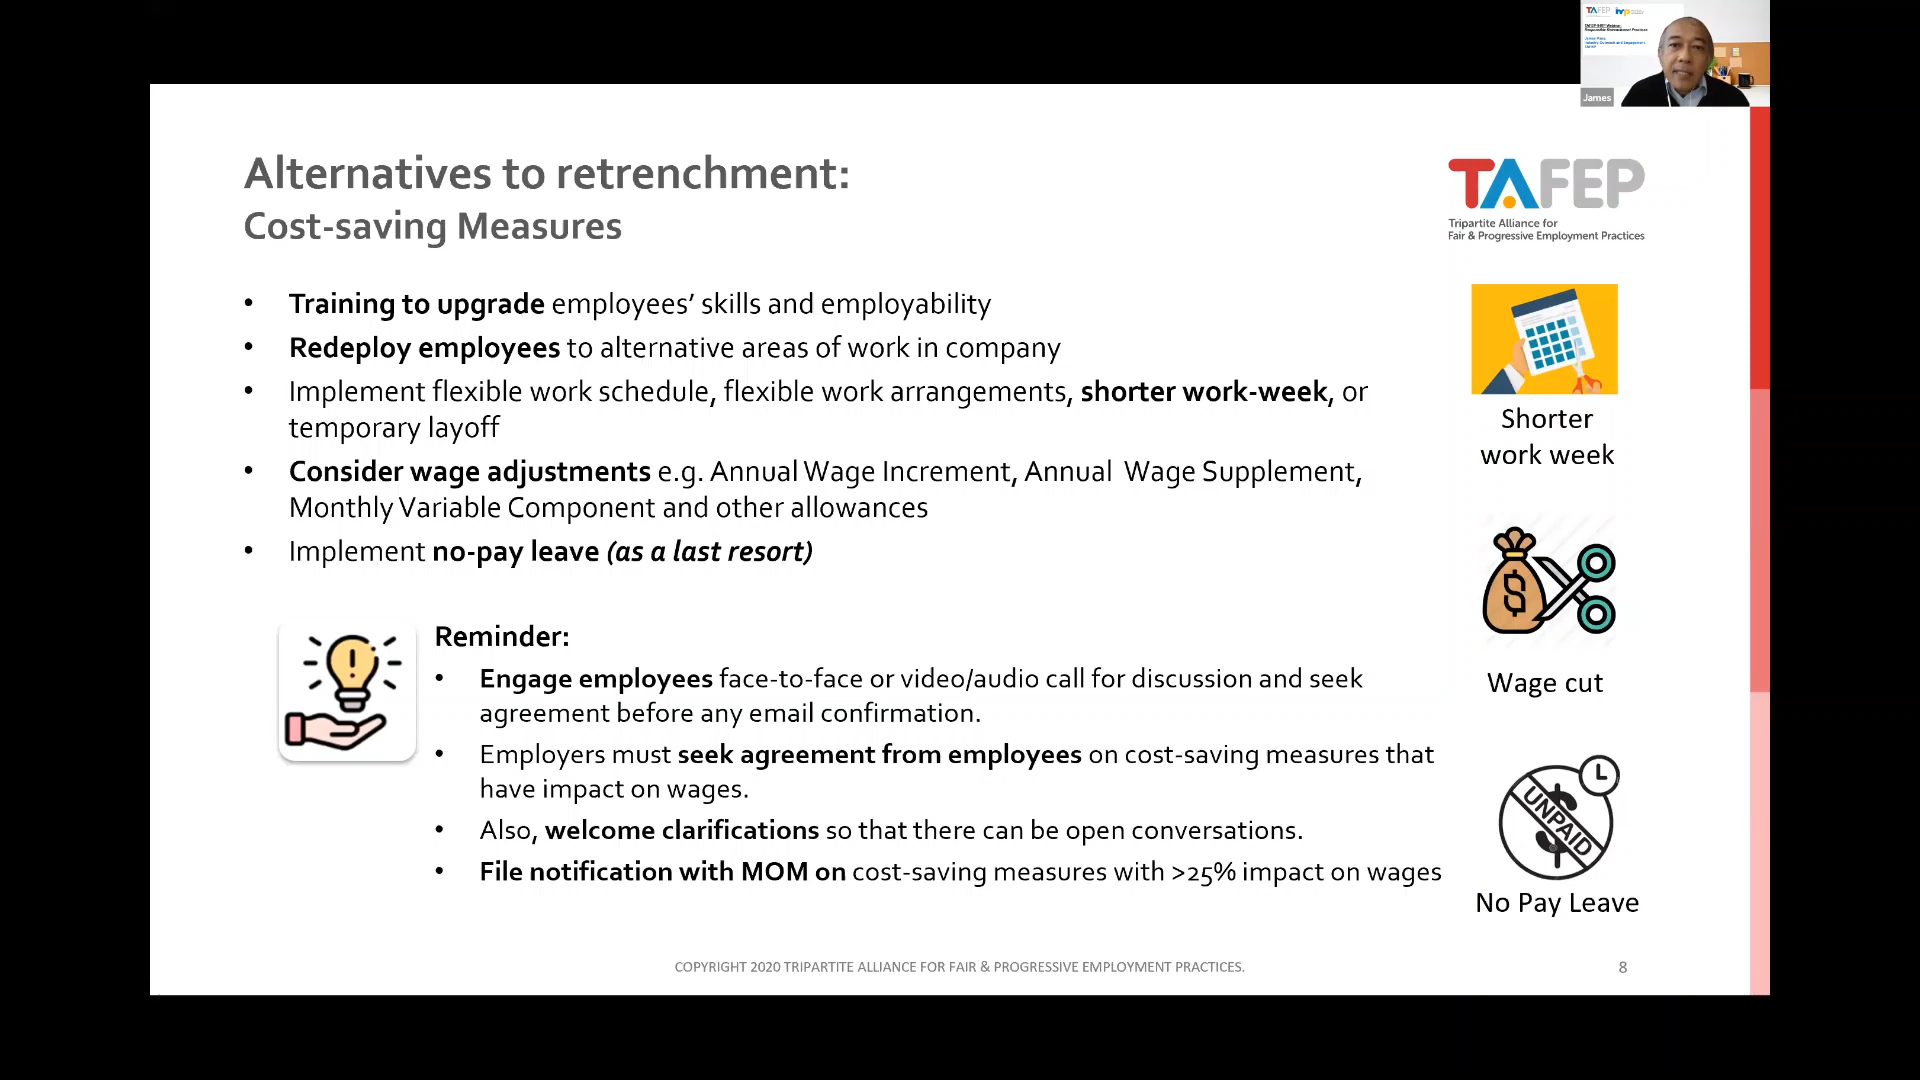 TAFEP
James
Alternatives to retrenchment:
Cost-saving Measures
TAFEP
Tripartite Alliance for
Fair & Progressive Employment Practices
• Training to upgrade employees’ skills and employability
• Redeploy employees to alternative areas of work in company
• Implement flexible work schedule, flexible work arrangements, shorter work-week, or
temporary layoff
• Consider wage adjustments e.g. Annual Wage Increment, Annual Wage Supplement,
Monthly Variable Component and other allowances
• Implement no-pay leave (as a last resort)
Shorter
work week
Wage cut
Reminder:
• Engage employees face-to-face or video/audio call for discussion and seek
agreement before any email confirmation.
• Employers must seek agreement from employees on cost-saving measures that
have impact on wages.
• Also, welcome clarifications so that there can be open conversations.
• File notification with MOM on cost-saving measures with >25% impact on wages
UNPAID
No Pay Leave
COPYRIGHT 2020 TRIPARTITE ALLIANCE FOR FAIR & PROGRESSIVE EMPLOYMENT PRACTICES.
8